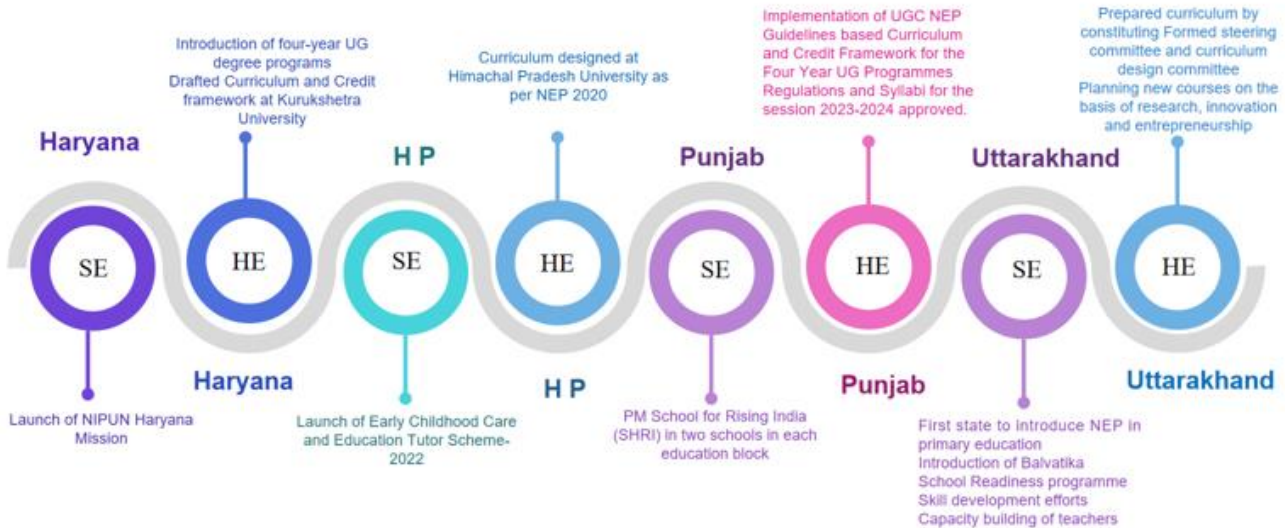 Haryana
SE
Launch of NIPUN Haryana
Mission
Introduction of four-year UG
degree programs
Drafted Curriculum and Credit
framework at Kurukshetra
University
HE
Haryana
H P
SE
Launch of Early Childhood Care
and Education Tutor Scheme-
2022
Curriculum designed at
Himachal Pradesh University as
per NEP 2020
HE
H P
Punjab
SE
PM School for Rising India
(SHRI) in two schools in each
education block
Implementation of UGC NEP
Guidelines based Curriculum
and Credit Framework for the
Four Year UG Programmes
Regulations and Syllabi for the
session 2023-2024 approved.
HE
Punjab
Uttarakhand
SE
First state to introduce NEP in
primary education
Introduction of Balvatika
School Readiness programme
Skill development efforts
Capacity building of teachers
Prepared curriculum by
constituting Formed steering
committee and curriculum
design committee
Planning new courses on the
basis of research, innovation
and entrepreneurship
HE
Uttarakhand